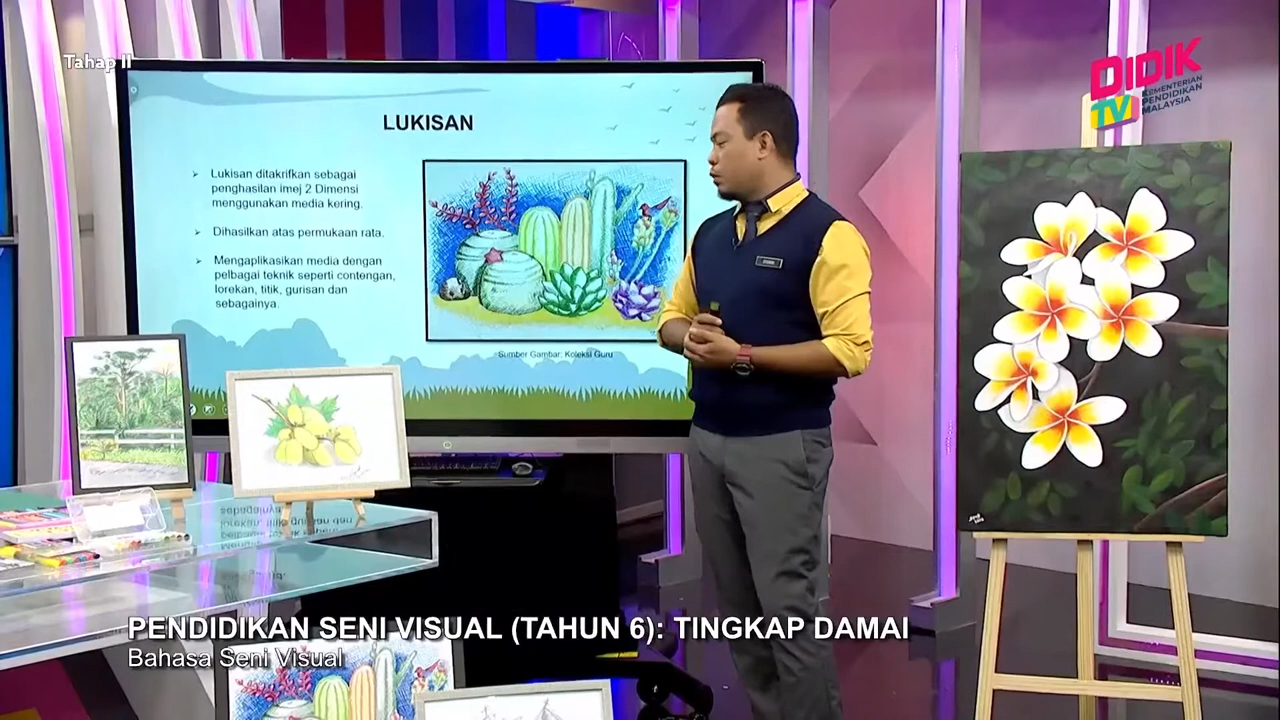 Tahap II
DIDIK
TV
KEMENTERIAN
PENDIDIKAN
MALAYSIA
LUKISAN
Lukisan ditakrifkan sebagai
penghasilan imej 2 Dimensi
menggunakan media kering.
Dihasilkan atas permukaan rata.
Mengaplikasikan media dengan
pelbagai teknik seperti contengan,
lorekan, titik, gurisan dan
sebagainya.
Sumber Gambar: Koleksi Guru
PENDIDIKAN SENI VISUAL (TAHUN 6): TINGKAP DAMAI
Bahasa Seni Visual